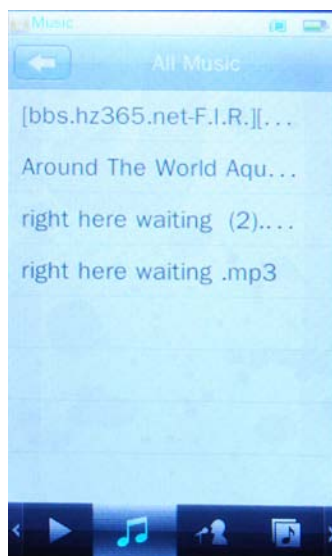 Music
All Music
[bbs.hz365.net-F.I.R.][...
Around The World Aqu...
right here waiting (2)....
right here waiting .mp3